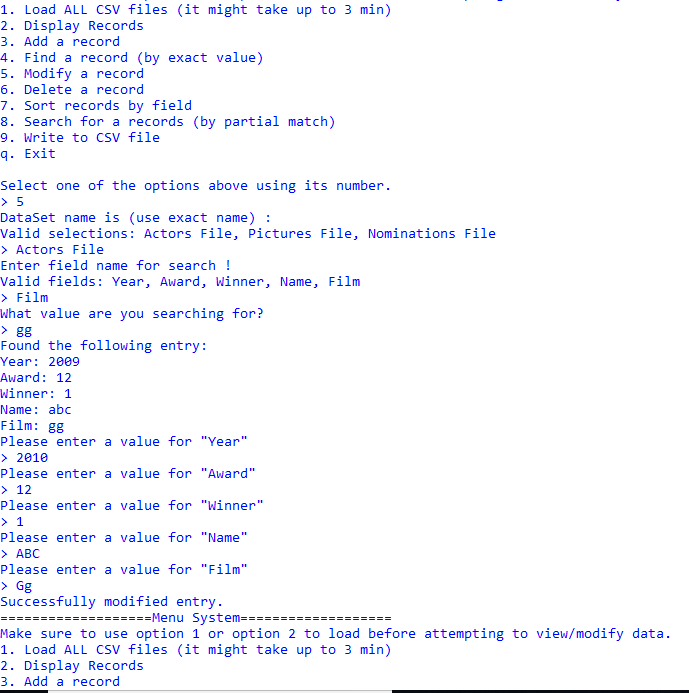 1. Load ALL CSV files (it might take up to 3 min)
2. Display Records
3. Add a record
4. Find a record (by exact value)
5. Modify a record
6. Delete a record
7. Sort records by field
8. Search for a records (by partial match)
9. Write to CSV file
q. Exit
Select one of the options above using its number.
> 5
DataSet name is (use exact name) :
Valid selections: Actors File, Pictures File, Nominations File
> Actors File
Enter field name for search !
Valid fields: Year, Award, Winner, Name, Film
> Film
What value are you searching for?
> gg
Found the following entry:
Year: 2009
Award: 12
Winner: 1
Name: abc
Film: gg
Please enter a value for "Year"
> 2010
Please enter a value for "Award"
> 12
Please enter a value for "Winner"
> 1
Please enter a value for "Name"
> ABC
Please enter a value for "Film"
> Gg
Successfully modified entry.
===================Menu System===================
Make sure to use option 1 or option 2 to load before attempting to view/modify data.
1. Load ALL CSV files (it might take up to 3 min)
2. Display Records
3. Add a record